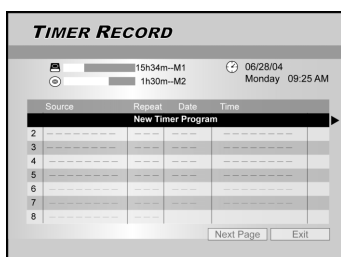 TIMER RECORD
15h34m--M1 06/28/04
1h30m--M2 Monday 09:25 AM
Source Repeat Date Time
New Timer Program
2 – – – – – – – – – – – – – – – – – – – – –
3 – – – – – – – – – – – – – – – – – – – – –
4 – – – – – – – – – – – – – – – – – – – – –
5 – – – – – – – – – – – – – – – – – – – – –
6 – – – – – – – – – – – – – – – – – – – – –
7 – – – – – – – – – – – – – – – – – – – – –
8 – – – – – – – – – – – – – – – – – – – – –
Next Page Exit